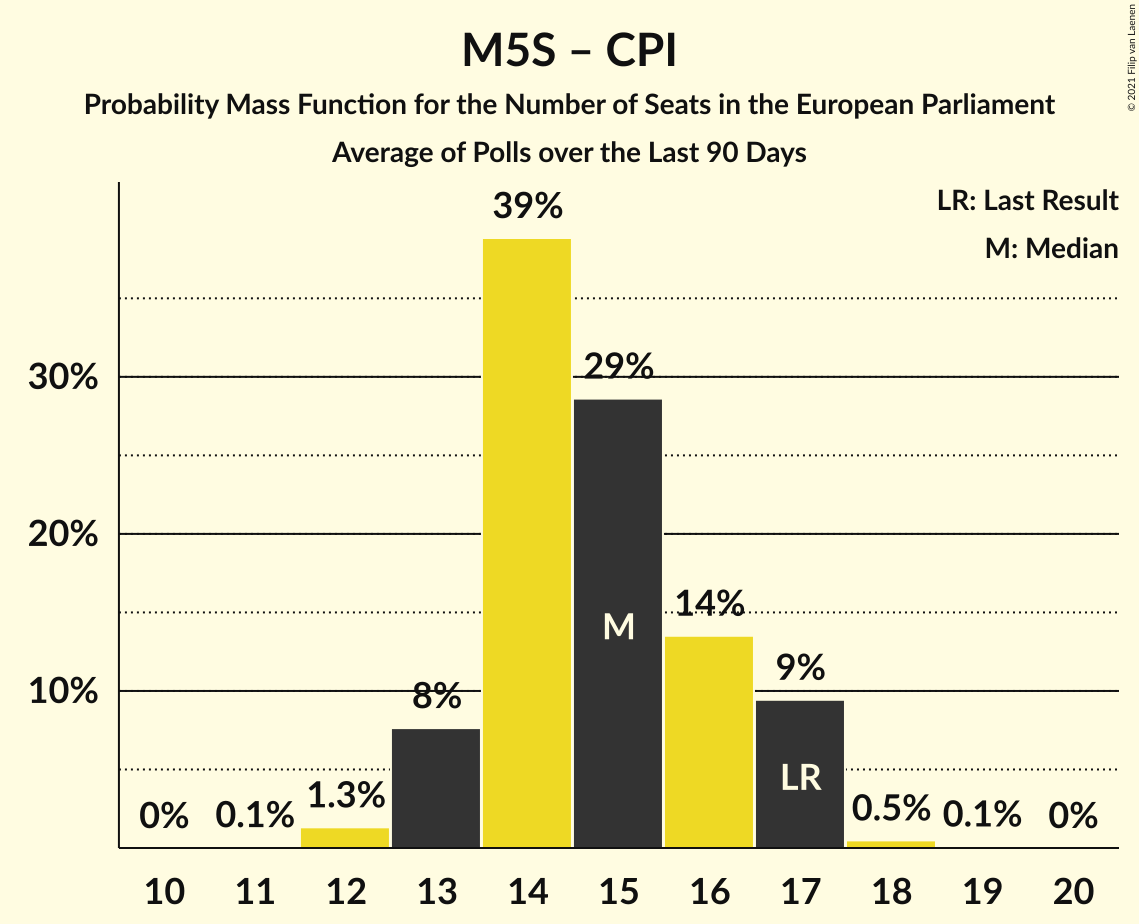 M5S – CPI
Probability Mass Function for the Number of Seats in the European Parliament
Average of Polls over the Last 90 Days
© 2021 Filip van Laenen
LR: Last Result
M: Median
39%
29%
14%
9%
8%
1.3%
0%
0.1%
0.5%
0.1%
0%
M
LR
30%
20%
10%
10 11 12 13 14 15 16 17 18 19 20